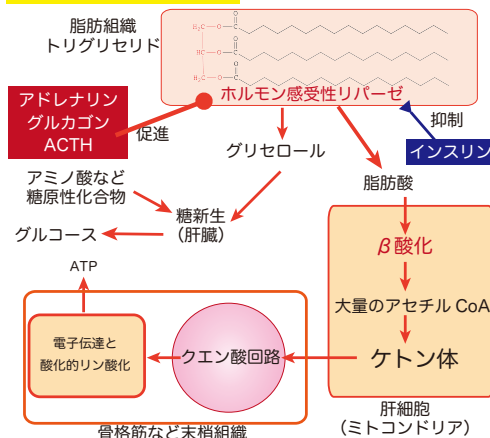 脂肪組織
トリグリセリド
H₂C
O
C
O
HC
O
C
O
H₂C
O
C
O
ホルモン感受性リパーゼ
アドレナリン
グルカゴン
ACTH
促進
抑制
インスリン
グリセロール
脂肪酸
アミノ酸など
糖原性化合物
糖新生
(肝臓)
グルコース
β酸化
ATP
大量のアセチル CoA
電子伝達と
酸化的リン酸化
クエン酸回路
ケトン体
肝細胞
(ミトコンドリア)
骨格筋など末梢組織